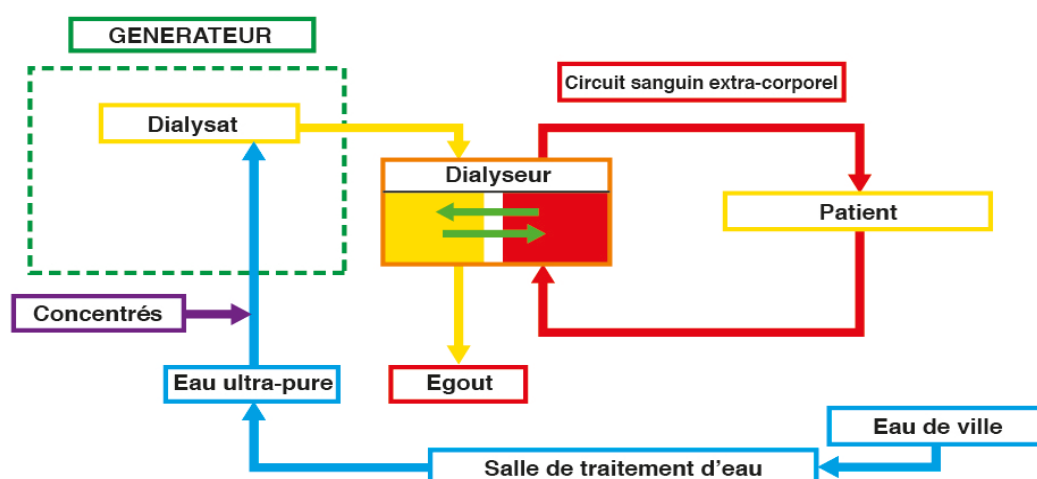 GENERATEUR
Circuit sanguin extra-corporel
Dialysat
Dialyseur
Patient
Concentrés
Eau ultra-pure
Egout
Eau de ville
Salle de traitement d'eau